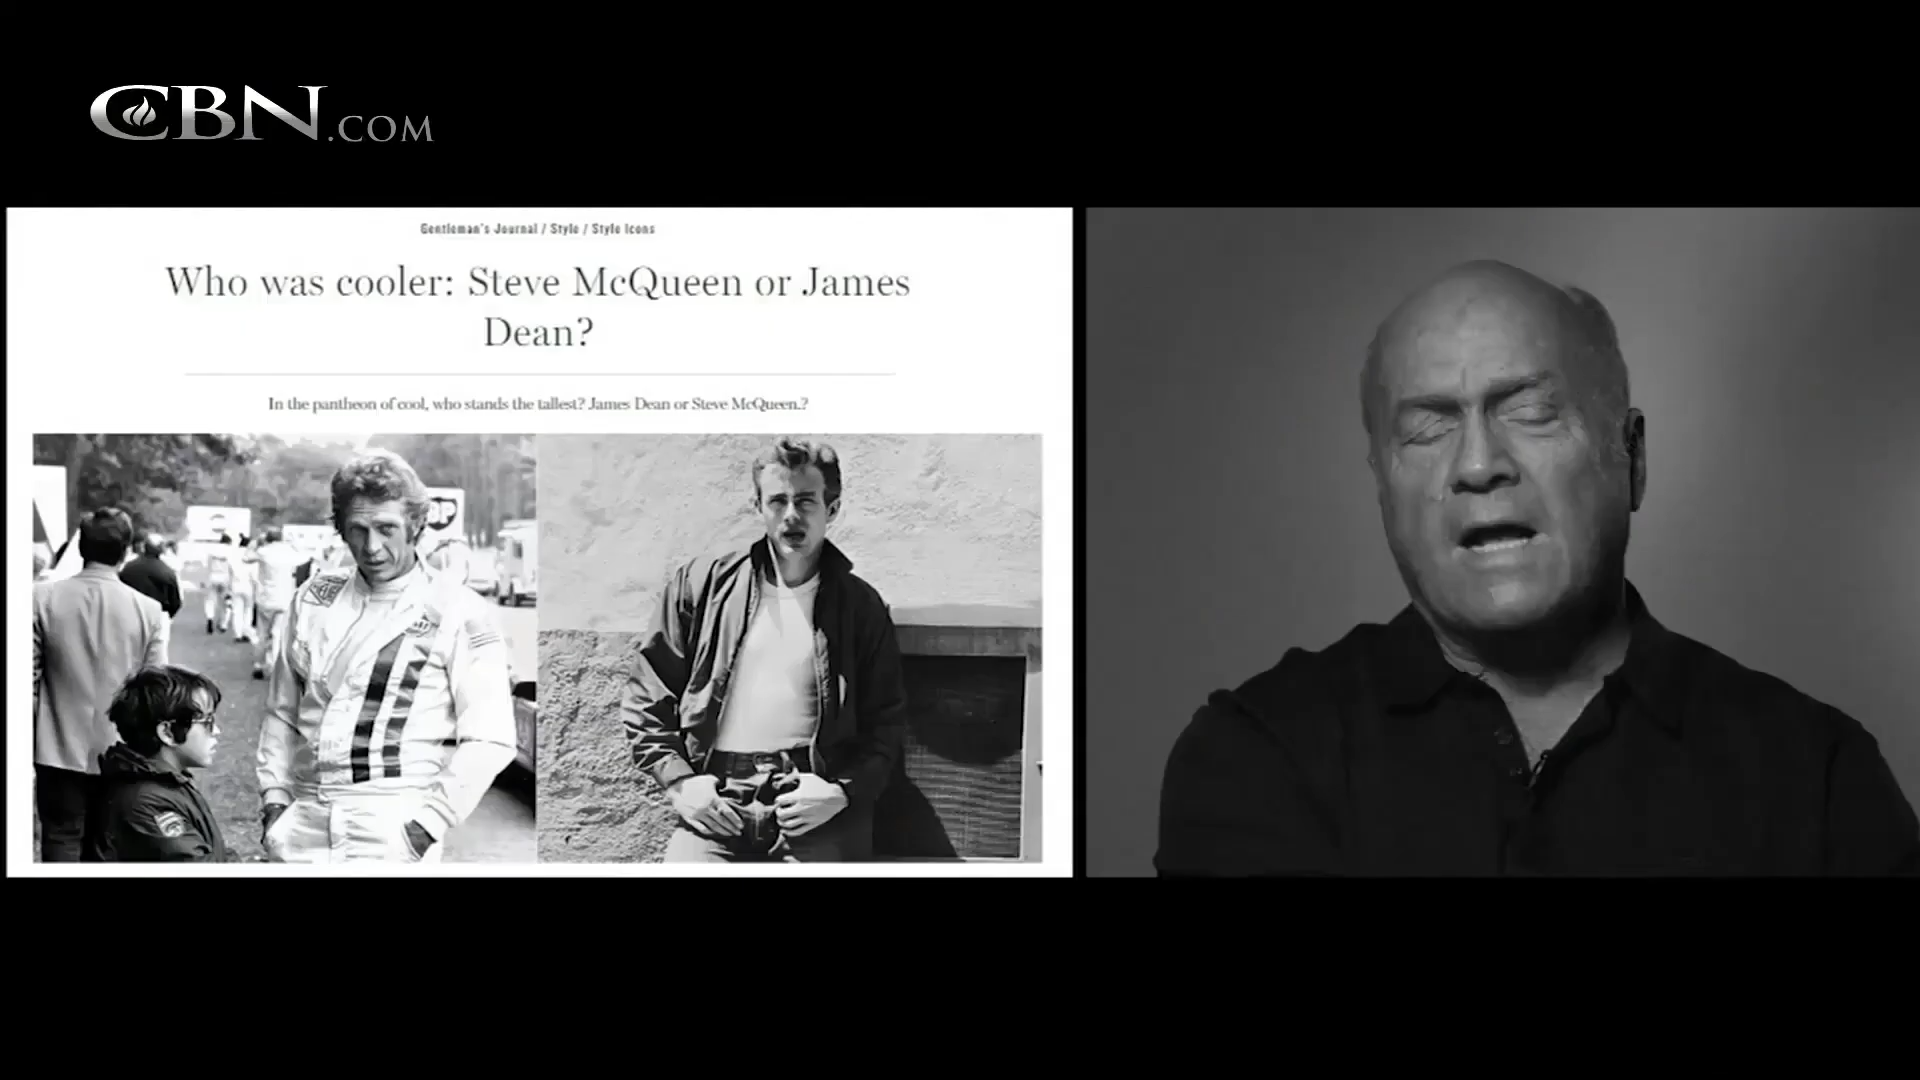 CBN.COM
Gentleman's Journal / Style / Style Icons
Who was cooler: Steve McQueen or James
Dean?
In the pantheon of cool, who stands the tallest? James Dean or Steve McQueen.?
BP